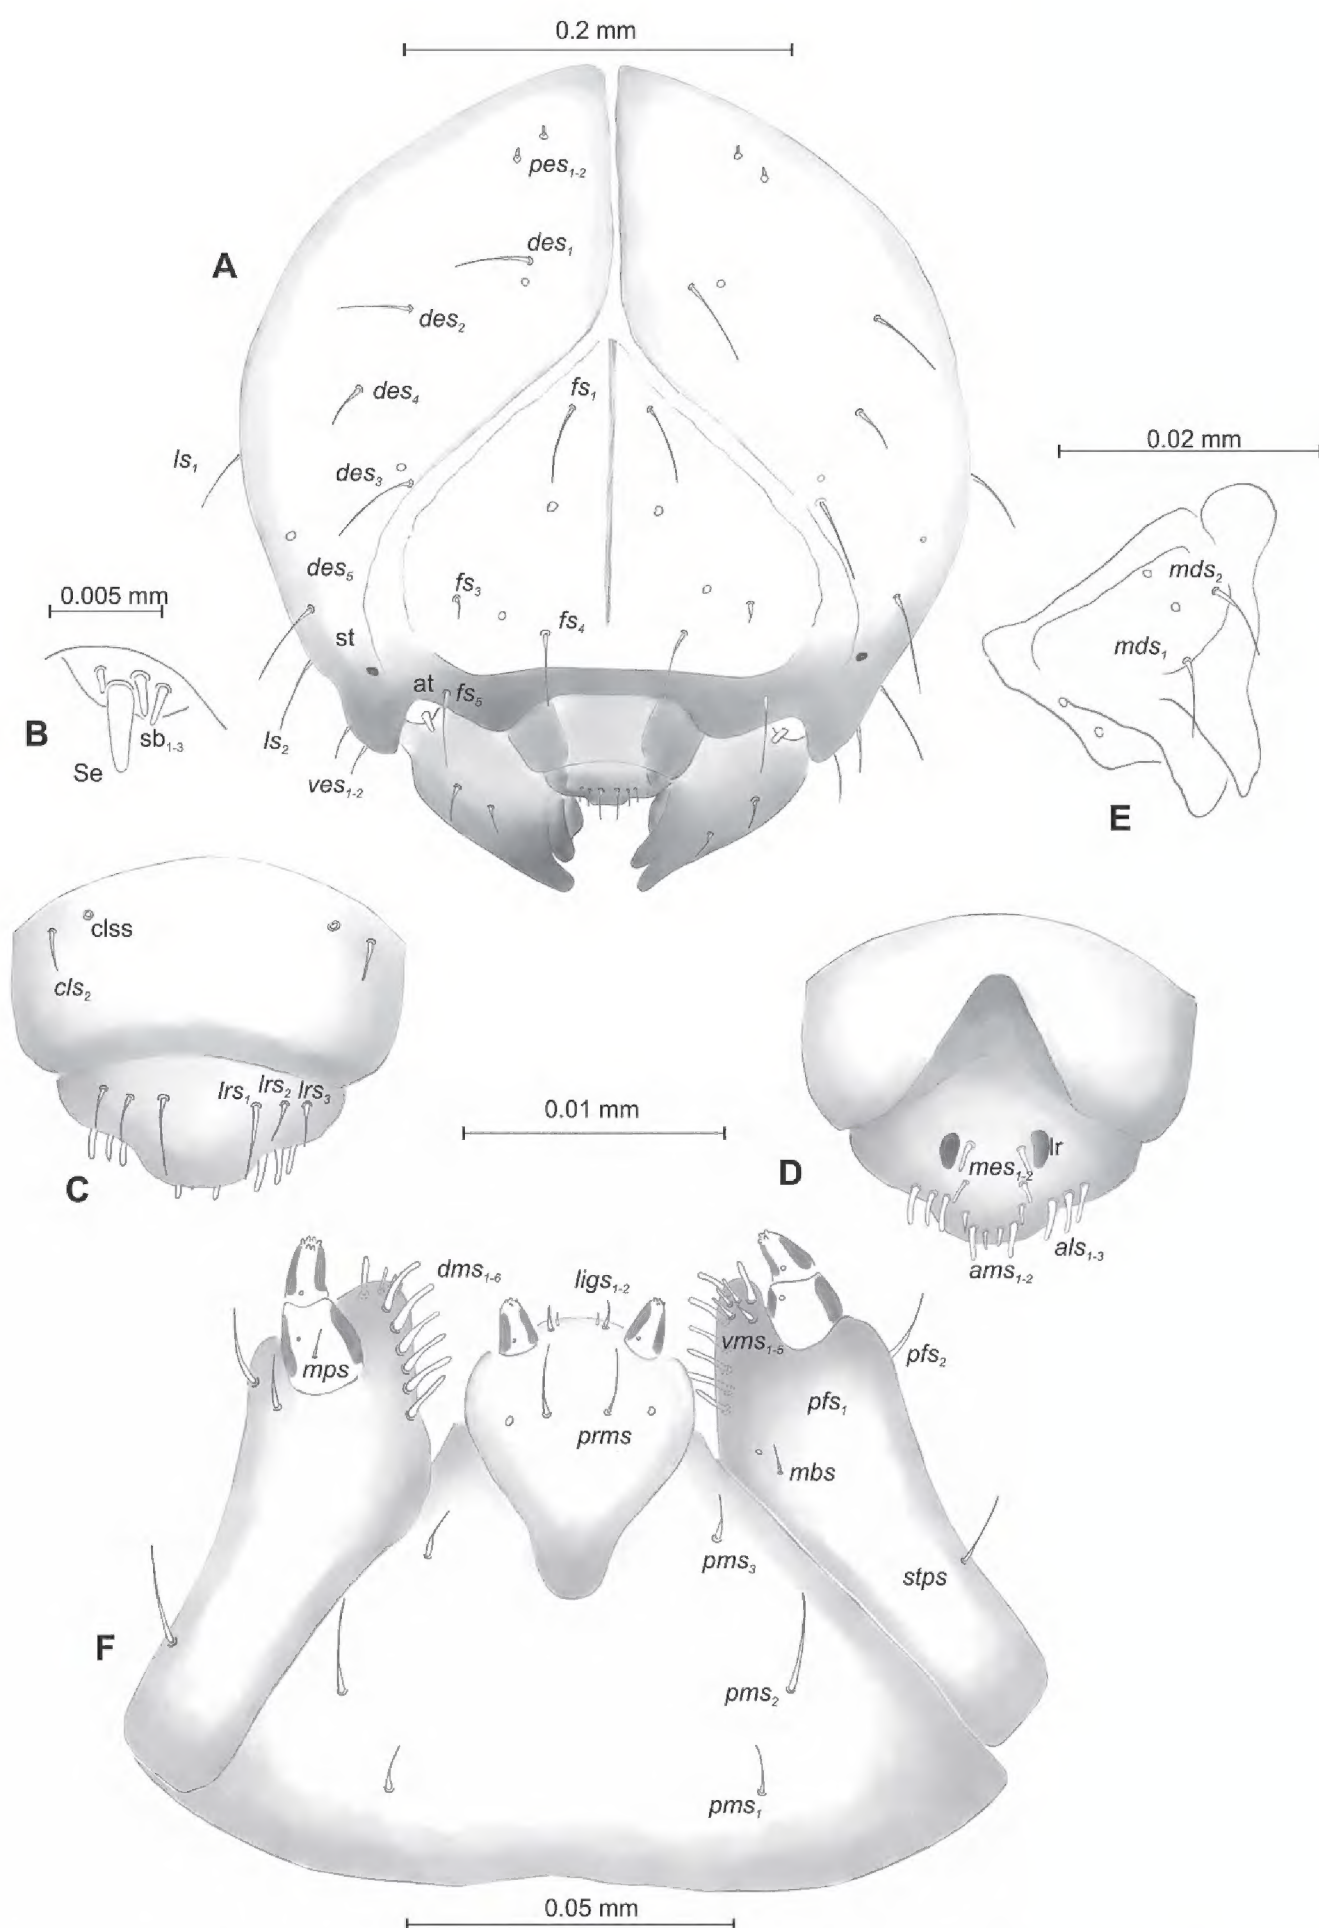 0.2 mm
A
pes₁₋₂
des₁
des₂
des₄
des₃
des₅
ls₁
ls₂
fs₁
fs₃
fs₄
fs₅
st
at
ves₁₋₂
0.005 mm
B
sb₁₋₃
Se
0.02 mm
mds₂
mds₁
E
clss
cls₂
lrs₁ lrs₂ lrs₃
C
0.01 mm
D
lr
mes₁₋₂
als₁₋₃
ams₁₋₂
dms₁₋₆
ligs₁₋₂
vms₁₋₅
pfs₂
mps
pfs₁
prms
mbs
pms₃
stps
F
pms₂
pms₁
0.05 mm